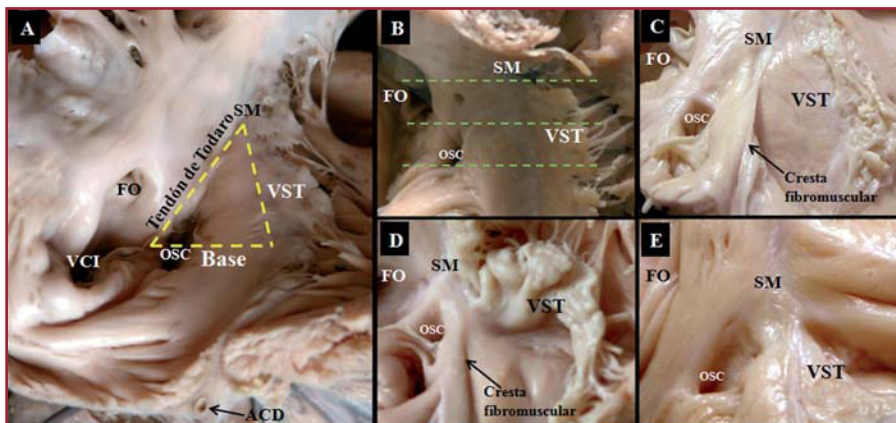 A
SM
Tendón de Todaro
FO
VST
VCI
OSC
Base
ACD
B
SM
FO
VST
OSC
C
SM
FO
VST
OSC
Cresta
fibromuscular
D
SM
FO
VST
OSC
Cresta
fibromuscular
E
FO
SM
OSC
VST